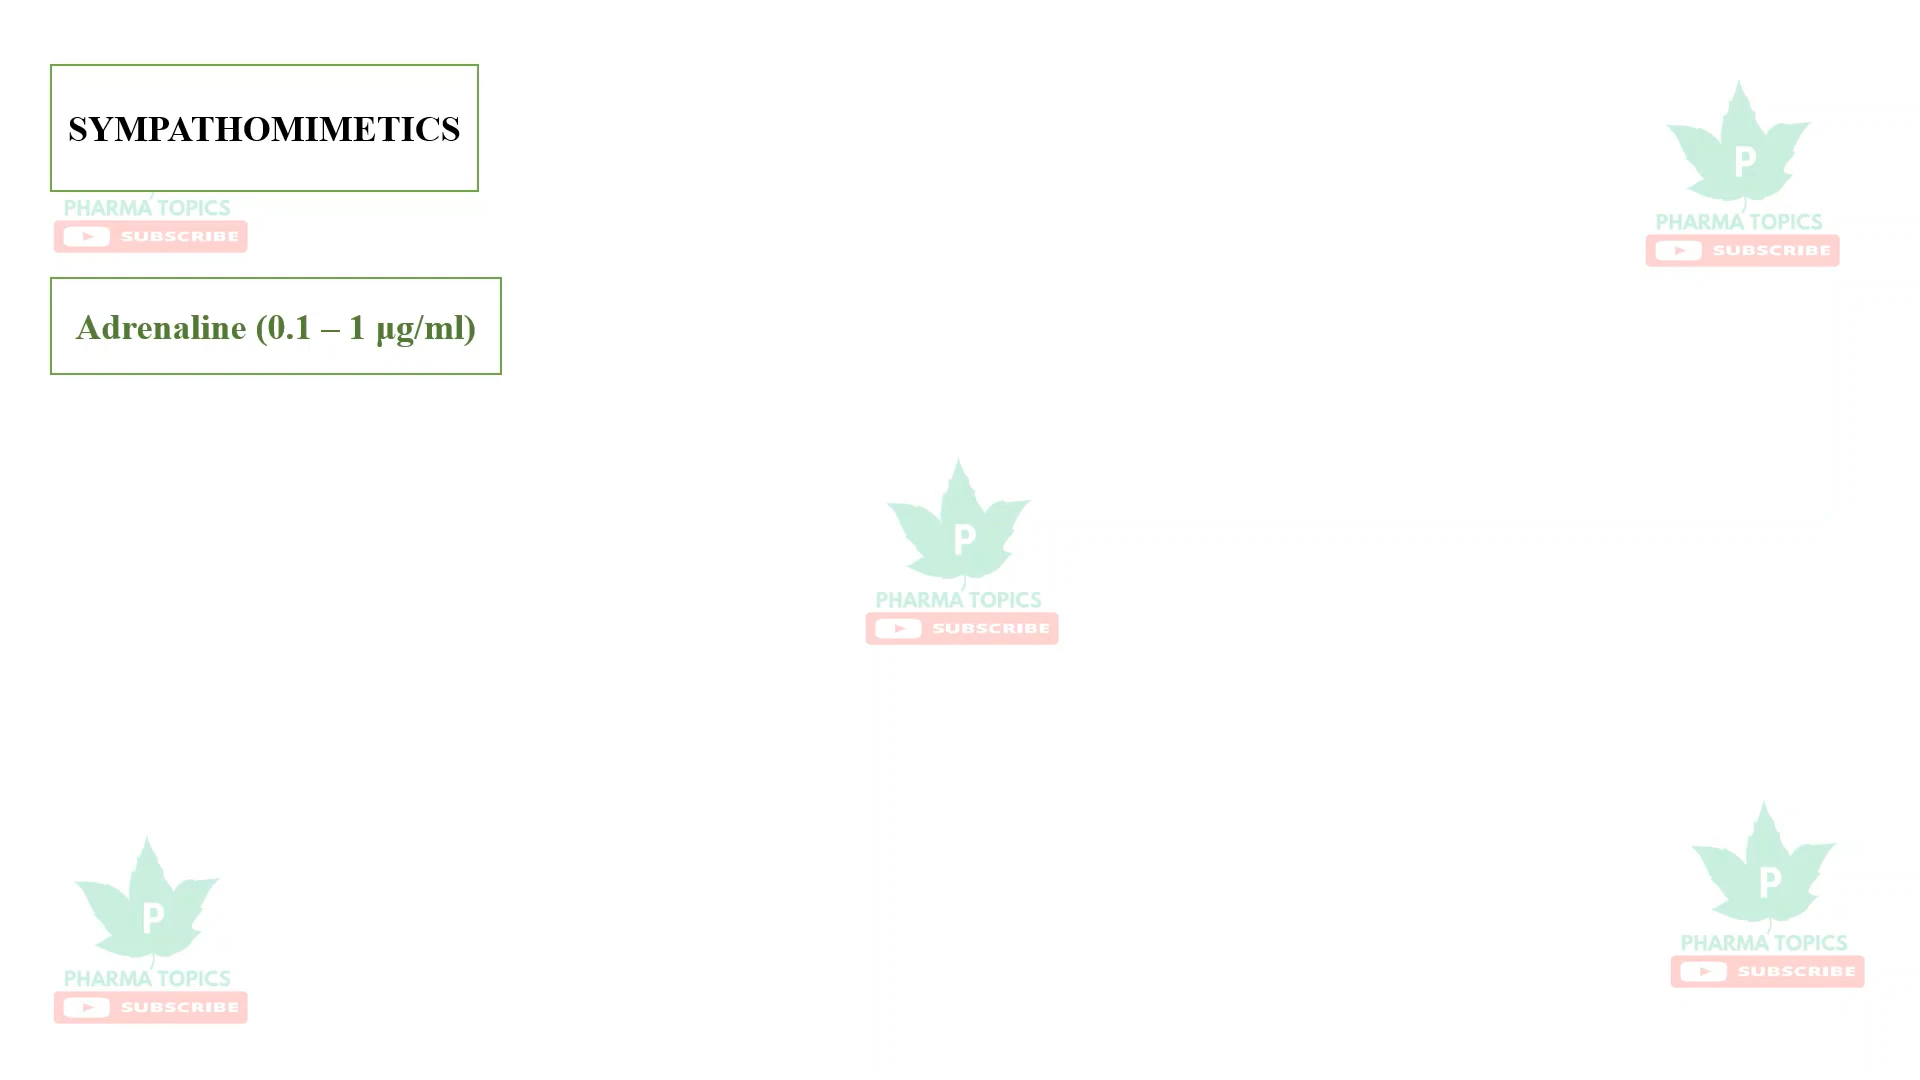 SYMPATHOMIMETICS
PHARMA TOPICS
SUBSCRIBE
P
PHARMA TOPICS
SUBSCRIBE
Adrenaline (0.1 – 1 µg/ml)
P
PHARMA TOPICS
SUBSCRIBE
P
PHARMA TOPICS
SUBSCRIBE
P
PHARMA TOPICS
SUBSCRIBE